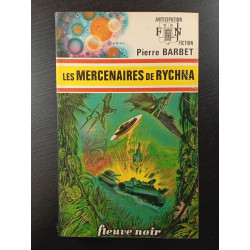 ANTICIPATION
FN
FICTION
Pierre BARBET
LES MERCENAIRES DE RYCHNA
fleuve noir